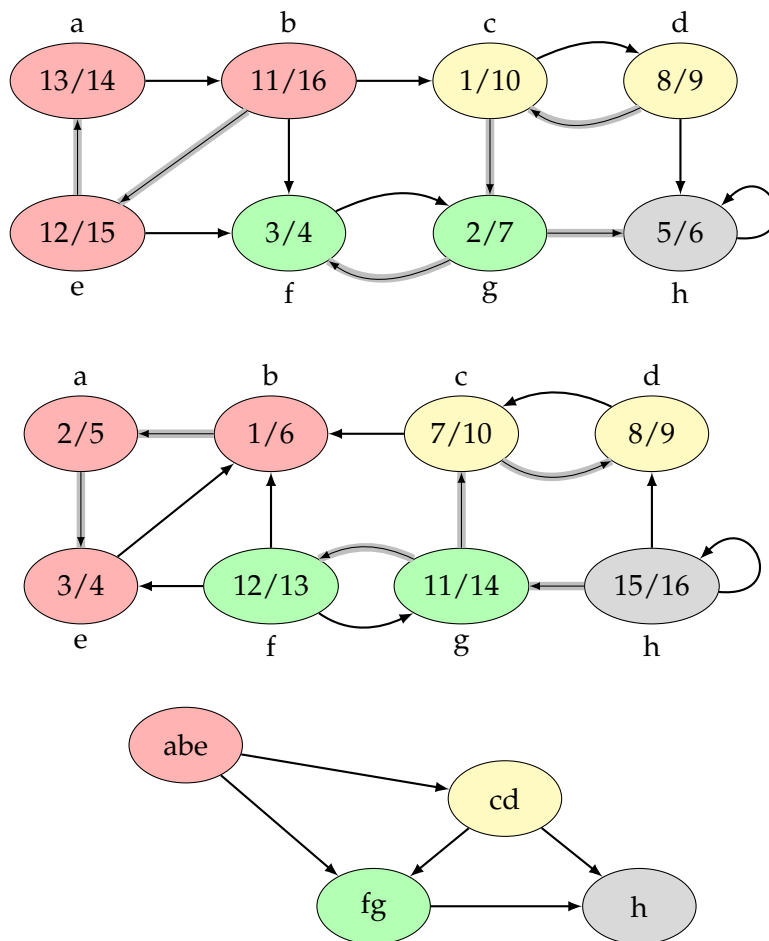 a b c d
13/14 11/16 1/10 8/9
12/15 3/4 2/7 5/6
e f g h
a b c d
2/5 1/6 7/10 8/9
3/4 12/13 11/14 15/16
e f g h
abe
cd
fg h